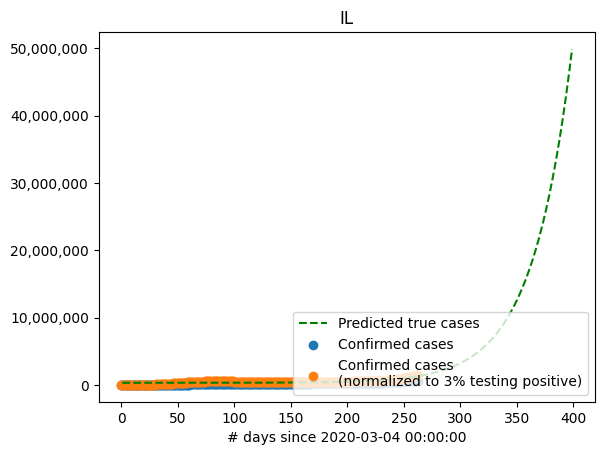 IL
50,000,000
40,000,000
30,000,000
20,000,000
10,000,000
0
Predicted true cases
Confirmed cases
Confirmed cases
(normalized to 3% testing positive)
0 50 100 150 200 250 300 350 400
# days since 2020-03-04 00:00:00